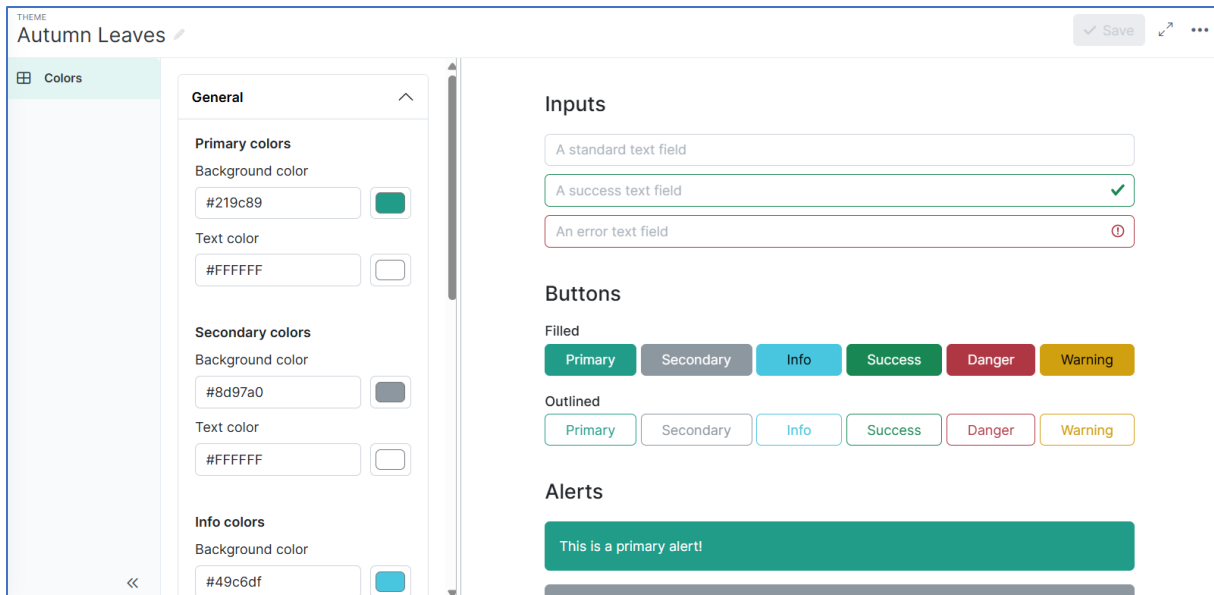 THEME
Autumn Leaves
Save
Colors
General
Primary colors
Background color
#219c89
Text color
#FFFFFF
Secondary colors
Background color
#8d97a0
Text color
#FFFFFF
Info colors
Background color
#49c6df
Inputs
A standard text field
A success text field
An error text field
Buttons
Filled
Primary Secondary Info Success Danger Warning
Outlined
Primary Secondary Info Success Danger Warning
Alerts
This is a primary alert!